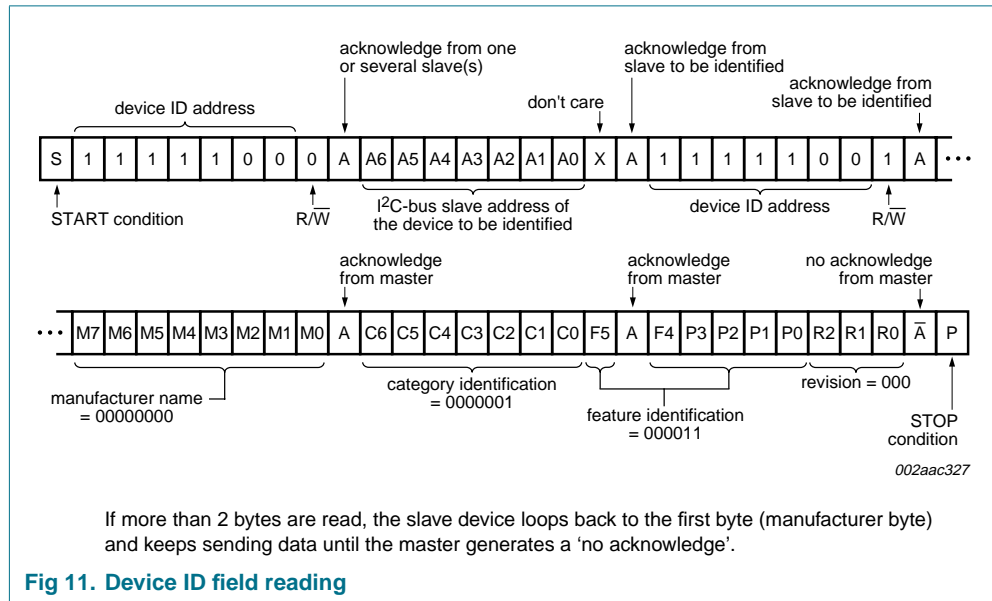 acknowledge from one
or several slave(s)
acknowledge from
slave to be identified
acknowledge from
slave to be identified
device ID address
don't care
S 1 1 1 1 1 0 0 0 A A6 A5 A4 A3 A2 A1 A0 X A 1 1 1 1 1 0 0 1 A
START condition
R/W̅
I²C-bus slave address of
the device to be identified
device ID address
R/W̅
acknowledge
from master
acknowledge
from master
no acknowledge
from master
M7 M6 M5 M4 M3 M2 M1 M0 A C6 C5 C4 C3 C2 C1 C0 F5 A F4 P3 P2 P1 P0 R2 R1 R0 A̅ P
manufacturer name
= 00000000
category identification
= 0000001
feature identification
= 000011
revision = 000
STOP
condition
002aac327
If more than 2 bytes are read, the slave device loops back to the first byte (manufacturer byte)
and keeps sending data until the master generates a ‘no acknowledge’.
Fig 11. Device ID field reading